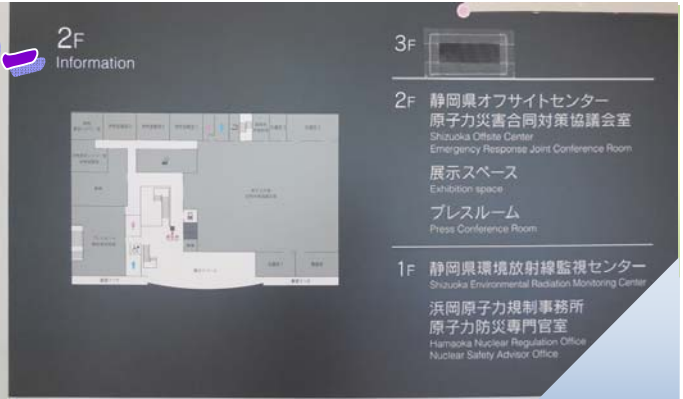 2F
Information
3F
2F 静岡県オフサイトセンター
原子力災害合同対策協議会室
Shizuoka Offsite Center
Emergency Response Joint Conference Room
展示スペース
Exhibition space
プレスルーム
Press Conference Room
1F 静岡県環境放射線監視センター
Shizuoka Environmental Radiation Monitoring Center
浜岡原子力規制事務所
原子力防災専門官室
Hamaoka Nuclear Regulation Office
Nuclear Safety Advisor Office